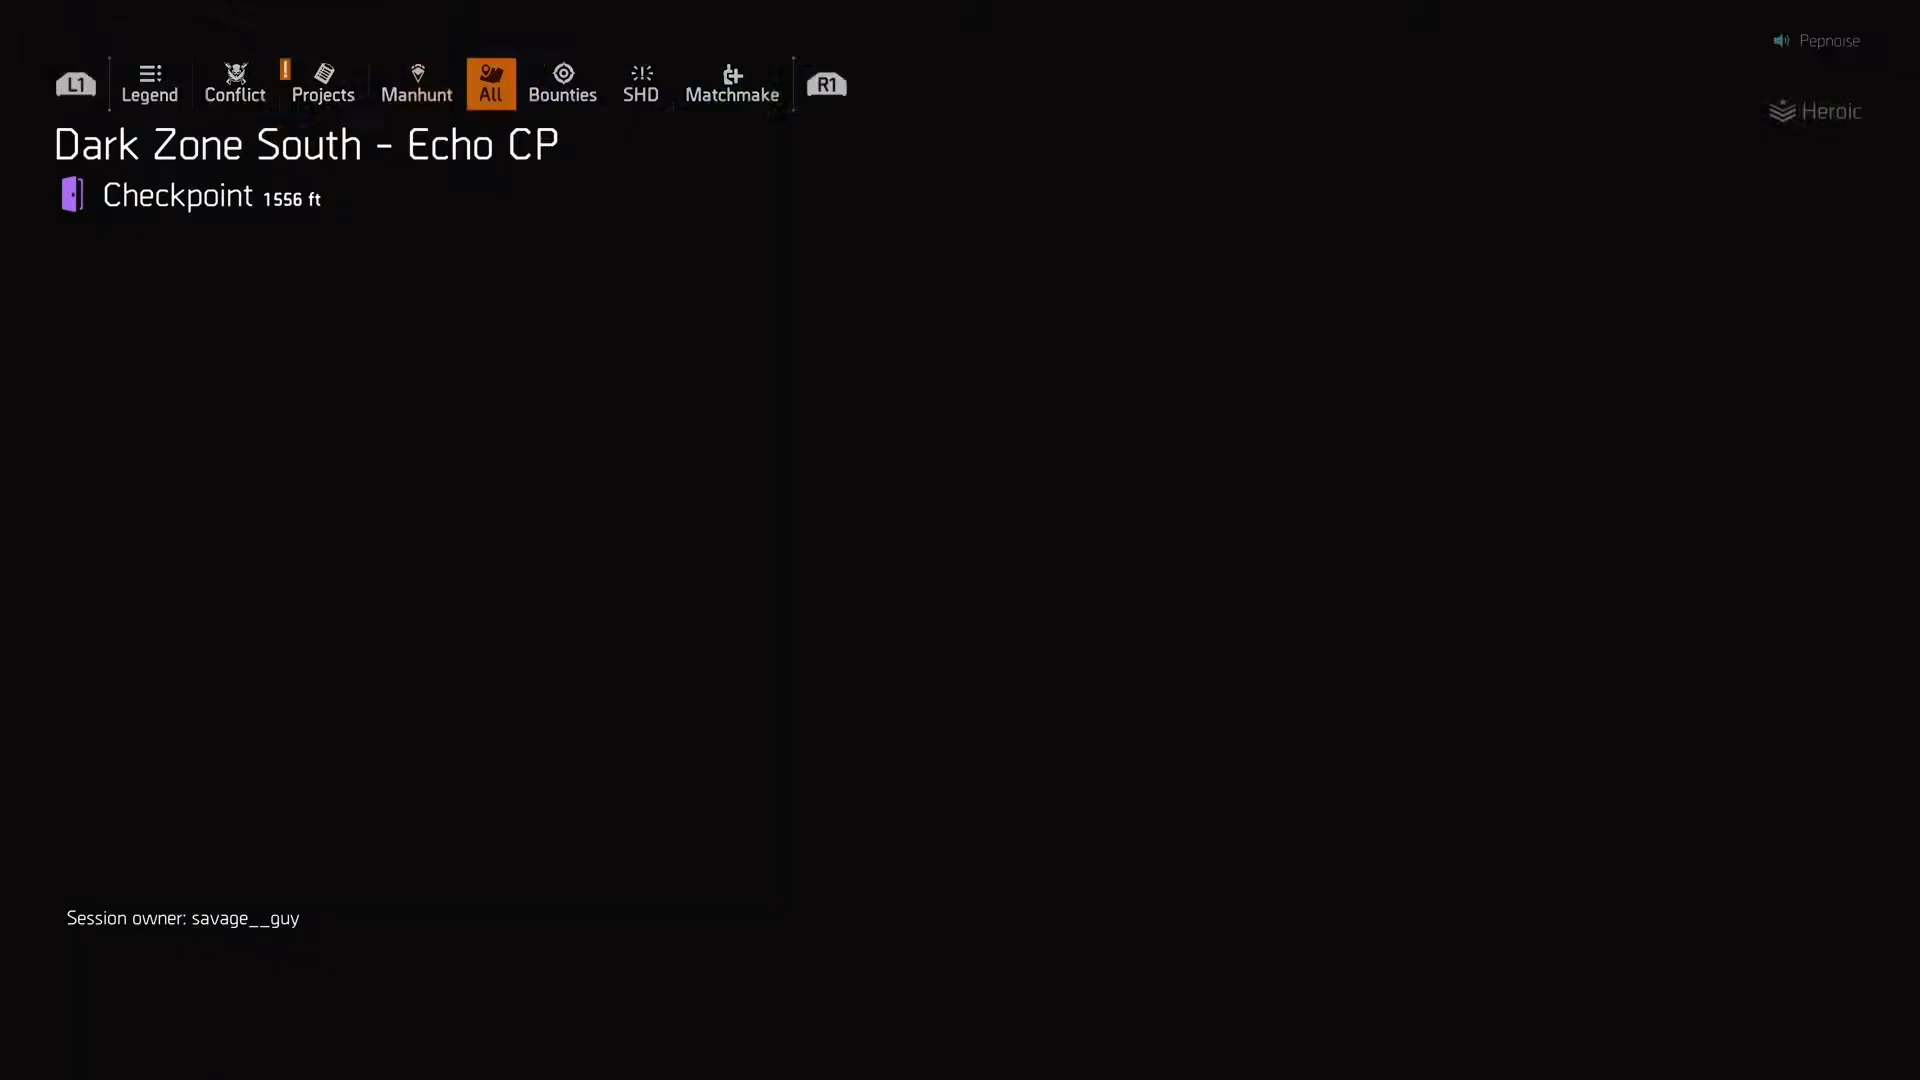 Pepnoise
L1 Legend Conflict Projects Manhunt All Bounties SHD Matchmake R1
Heroic
Dark Zone South - Echo CP
Checkpoint 1556 ft
Session owner: savage__guy